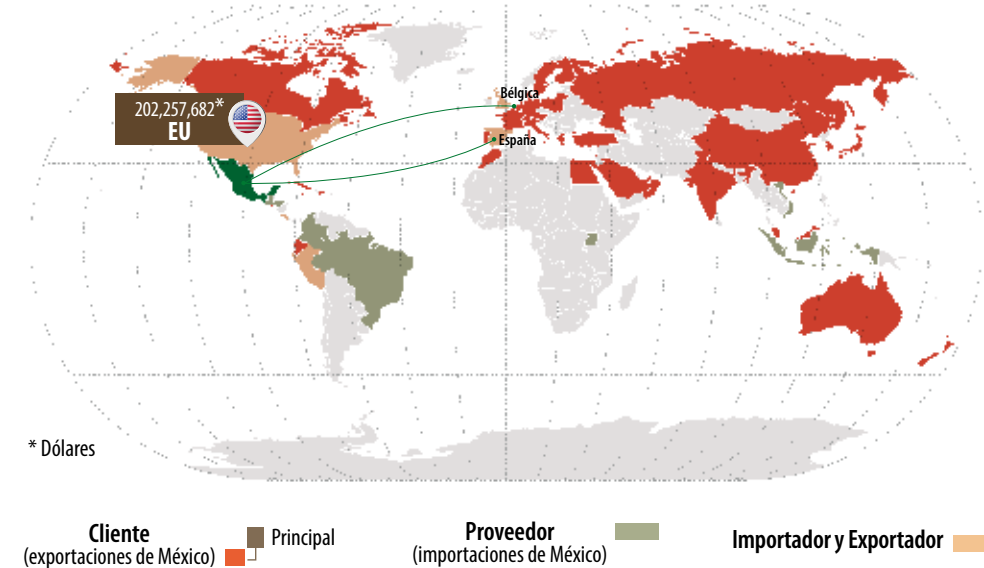 Bélgica
202,257,682*
EU
España
* Dólares
Cliente
(exportaciones de México)
Principal
Proveedor
(importaciones de México)
Importador y Exportador